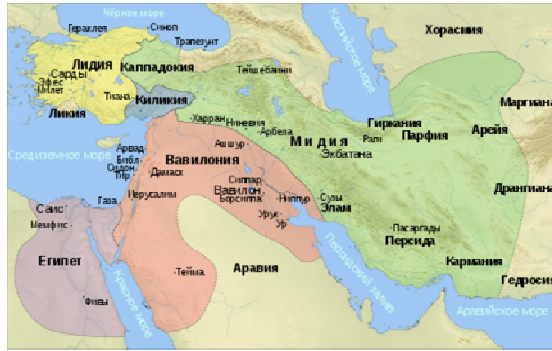 Чёрное море
Гераклея
Синоп
Трапезунт
Каспийское море
Хорасмия
Лидия
Сарды
Эфес
Милет
Каппадокия
Тейшебаини
Тиана
Киликия
Ликия
Маргиана
Гиркания
Парфия
Арейя
Харран
Ниневия
Арбела
Мидия
Экбатана
Ашшур
Средиземное море
Арвад
Библ
Сидон
Тир
Дамаск
Вавилония
Сиппар
Вавилон
Борсиппа
Ниппур
Сузы
Элам
Дрангиана
Иерусалим
Газа
Урук
Ур
Саис
Мемфис
Пасаргады
Персида
Египет
Тейма
Аравия
Персидский залив
Кармания
Гедросия
Фивы
Красное море
Аравийское море